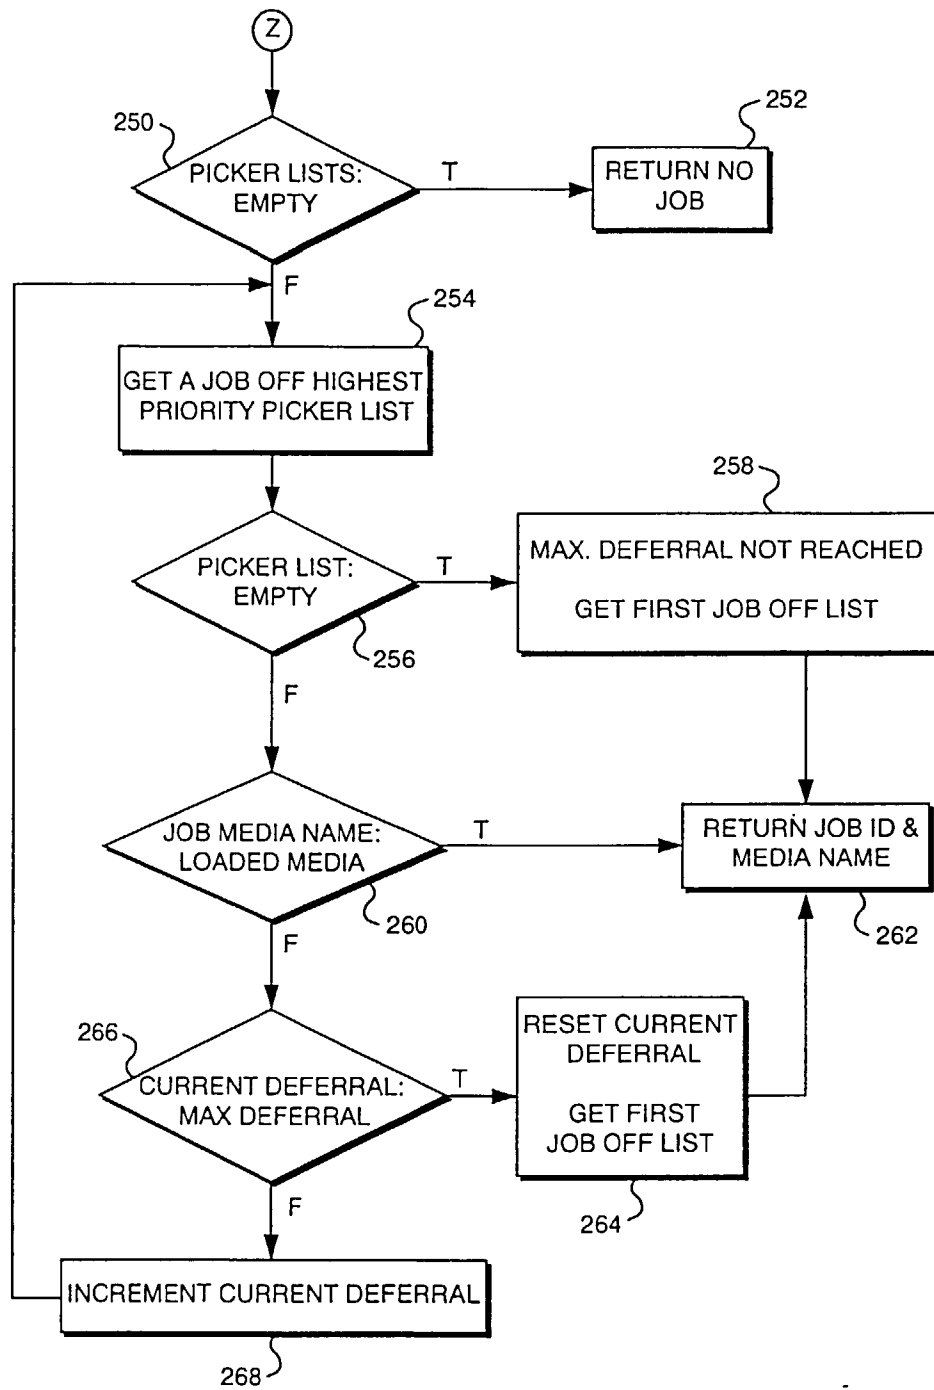 Z
250
PICKER LISTS:
EMPTY
T
252
RETURN NO
JOB
F
254
GET A JOB OFF HIGHEST
PRIORITY PICKER LIST
PICKER LIST:
EMPTY
256
T
258
MAX. DEFERRAL NOT REACHED
GET FIRST JOB OFF LIST
F
JOB MEDIA NAME:
LOADED MEDIA
260
T
RETURN JOB ID &
MEDIA NAME
262
F
266
CURRENT DEFERRAL:
MAX DEFERRAL
T
RESET CURRENT
DEFERRAL
GET FIRST
JOB OFF LIST
264
F
INCREMENT CURRENT DEFERRAL
268